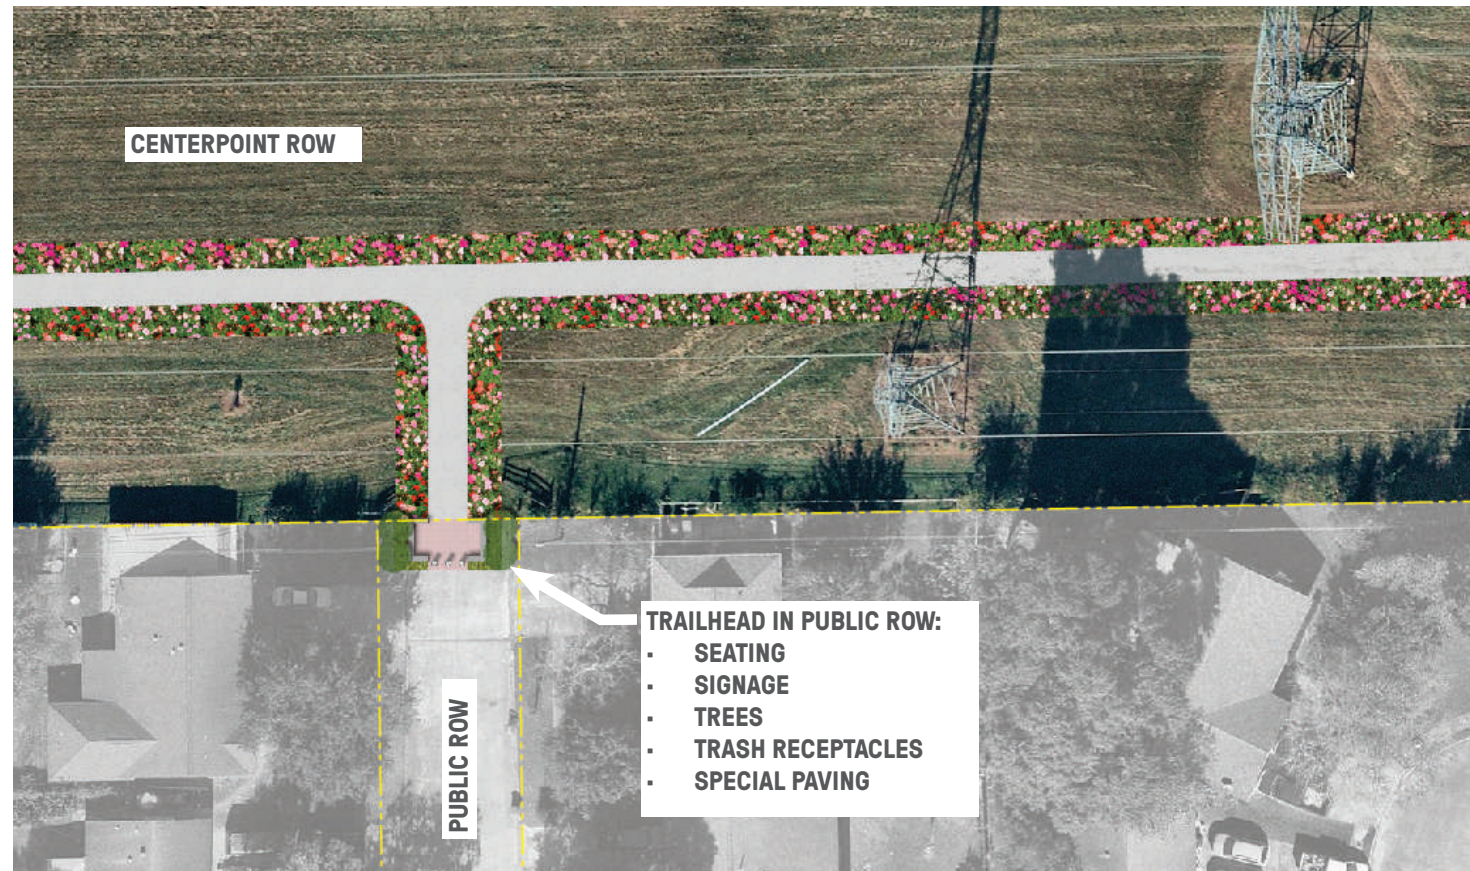 CENTERPOINT ROW
TRAILHEAD IN PUBLIC ROW:
· SEATING
· SIGNAGE
· TREES
· TRASH RECEPTACLES
· SPECIAL PAVING
PUBLIC ROW